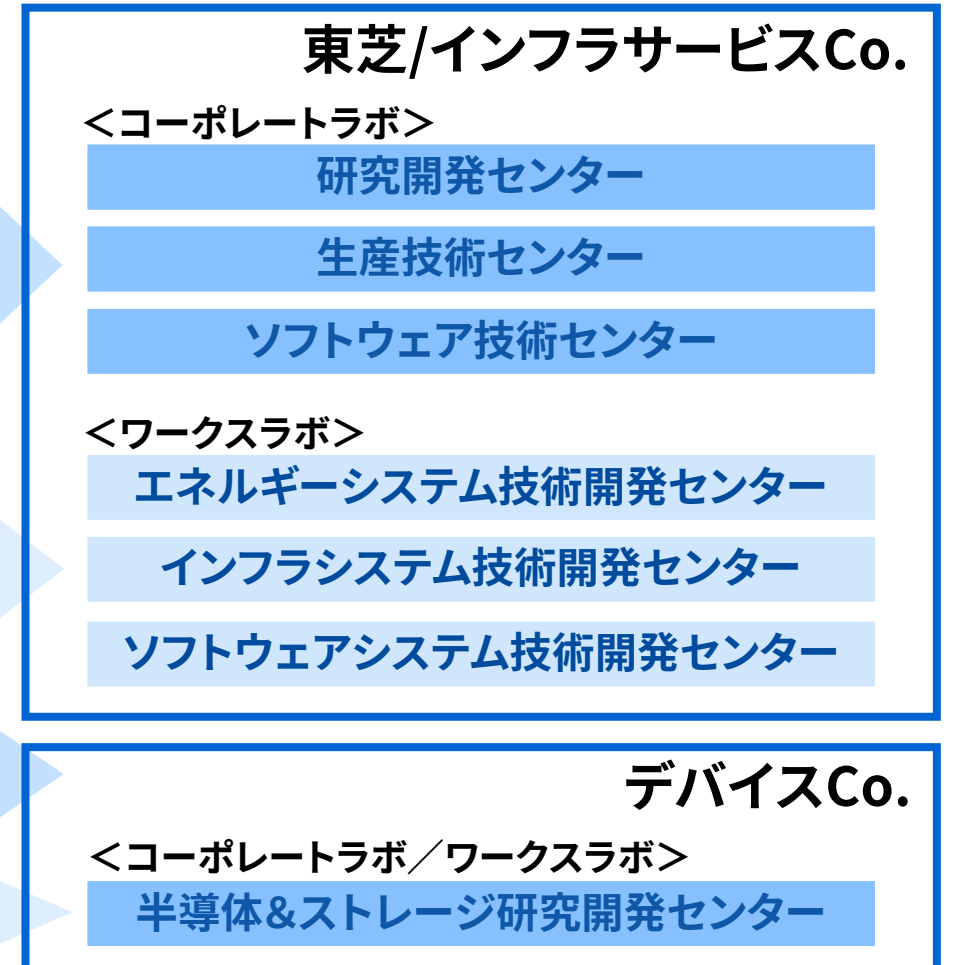 東芝/インフラサービスCo.
＜コーポレートラボ＞
研究開発センター
生産技術センター
ソフトウェア技術センター
＜ワークスラボ＞
エネルギーシステム技術開発センター
インフラシステム技術開発センター
ソフトウェアシステム技術開発センター
デバイスCo.
＜コーポレートラボ／ワークスラボ＞
半導体&ストレージ研究開発センター